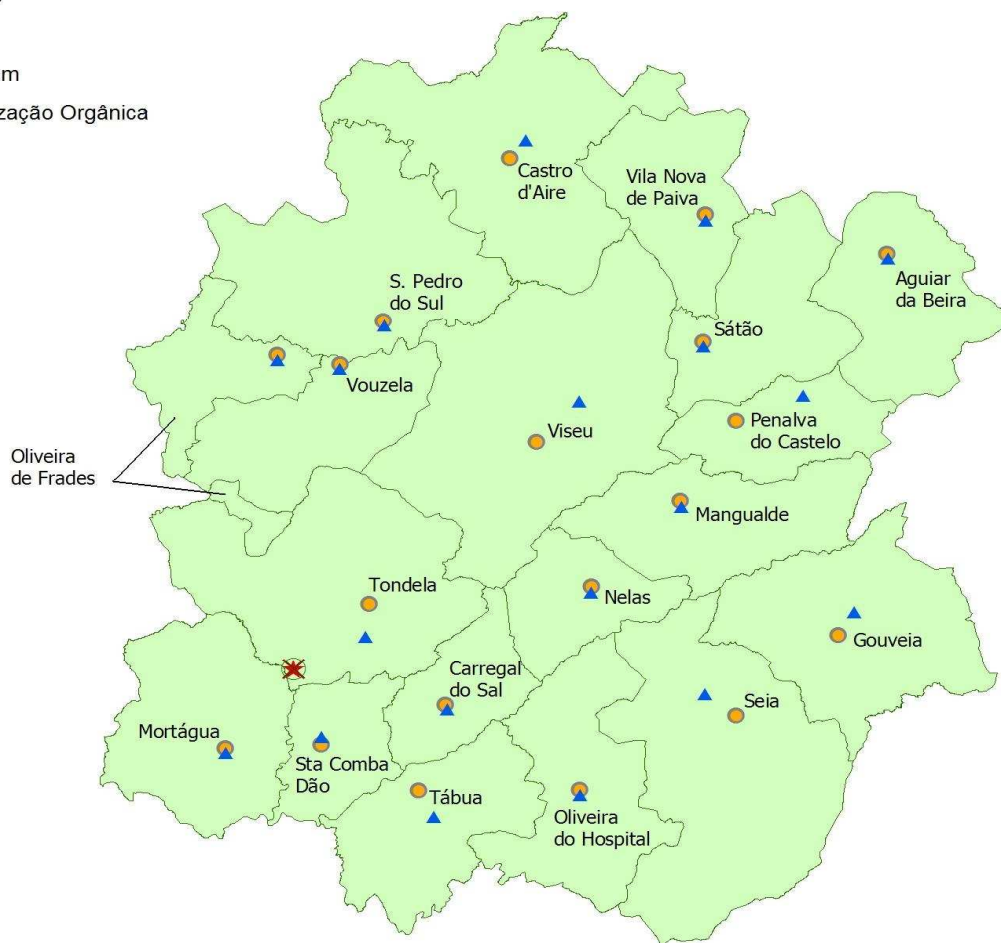 m
zação Orgânica
Castro
d'Aire
Vila Nova
de Paiva
Aguiar
da Beira
S. Pedro
do Sul
Sátão
Vouzela
Penalva
do Castelo
Viseu
Oliveira
de Frades
Mangualde
Tondela
Nelas
Gouveia
Carregal
do Sal
Seia
Mortágua
Sta Comba
Dão
Tábua
Oliveira
do Hospital